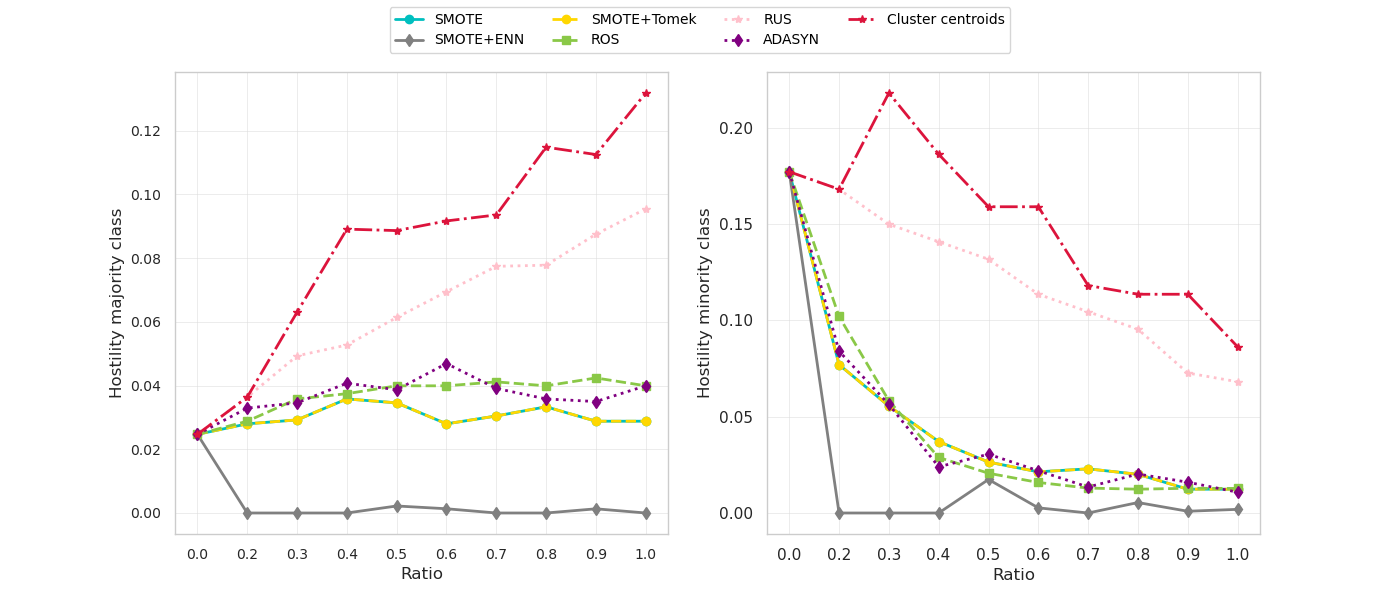 SMOTE SMOTE+Tomek RUS Cluster centroids
SMOTE+ENN ROS ADASYN
Hostility majority class
0.12
0.10
0.08
0.06
0.04
0.02
0.00
0.0 0.2 0.3 0.4 0.5 0.6 0.7 0.8 0.9 1.0
Ratio
Hostility minority class
0.20
0.15
0.10
0.05
0.00
0.0 0.2 0.3 0.4 0.5 0.6 0.7 0.8 0.9 1.0
Ratio